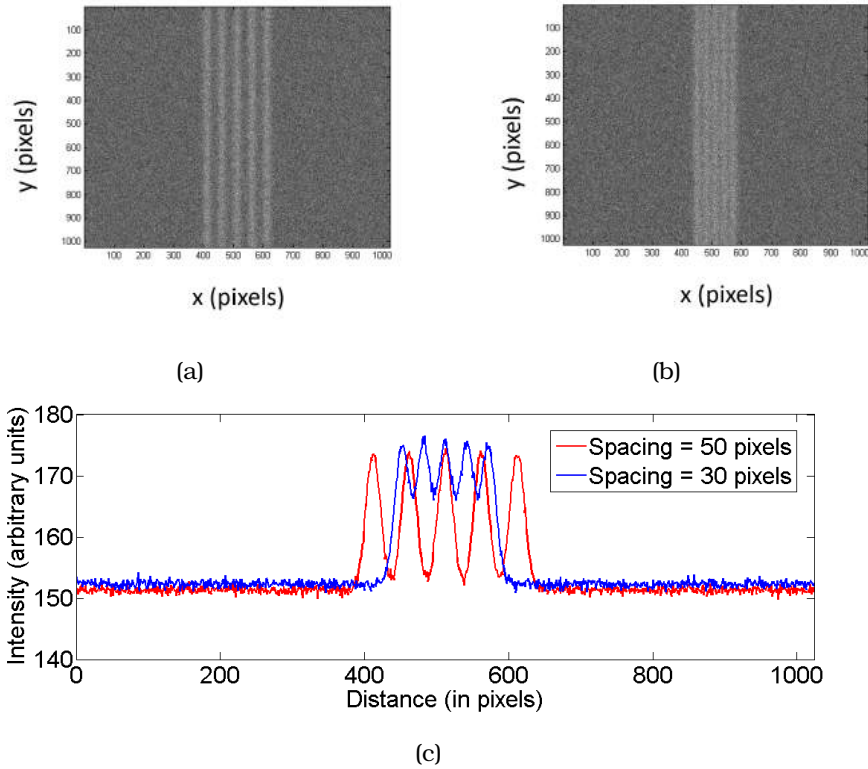 100
200
300
400
500
600
700
800
900
1000
y (pixels)
100 200 300 400 500 600 700 800 900 1000
x (pixels)
(a)
100
200
300
400
500
600
700
800
900
1000
y (pixels)
100 200 300 400 500 600 700 800 900 1000
x (pixels)
(b)
180
170
160
150
140
Intensity (arbitrary units)
Spacing = 50 pixels
Spacing = 30 pixels
0 200 400 600 800 1000
Distance (in pixels)
(c)